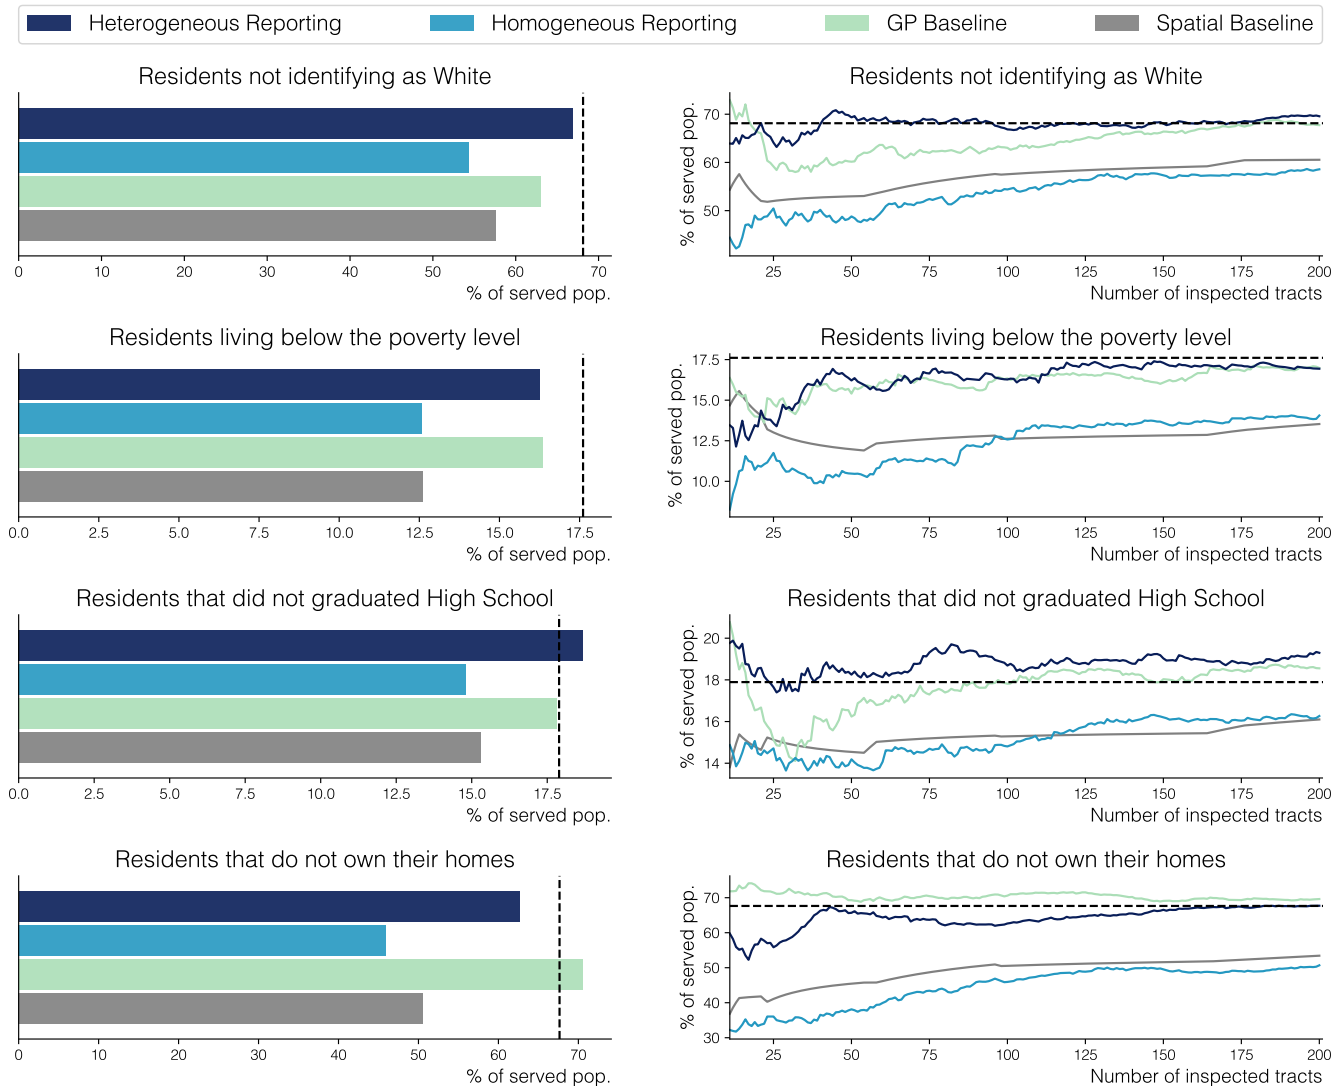 Heterogeneous Reporting Homogeneous Reporting GP Baseline Spatial Baseline
Residents not identifying as White
0 10 20 30 40 50 60 70
% of served pop.
Residents not identifying as White
% of served pop.
70
60
50
25 50 75 100 125 150 175 200
Number of inspected tracts
Residents living below the poverty level
0.0 2.5 5.0 7.5 10.0 12.5 15.0 17.5
% of served pop.
Residents living below the poverty level
% of served pop.
17.5
15.0
12.5
10.0
25 50 75 100 125 150 175 200
Number of inspected tracts
Residents that did not graduated High School
0.0 2.5 5.0 7.5 10.0 12.5 15.0 17.5
% of served pop.
Residents that did not graduated High School
% of served pop.
20
18
16
14
25 50 75 100 125 150 175 200
Number of inspected tracts
Residents that do not own their homes
0 10 20 30 40 50 60 70
% of served pop.
Residents that do not own their homes
% of served pop.
70
60
50
40
30
25 50 75 100 125 150 175 200
Number of inspected tracts